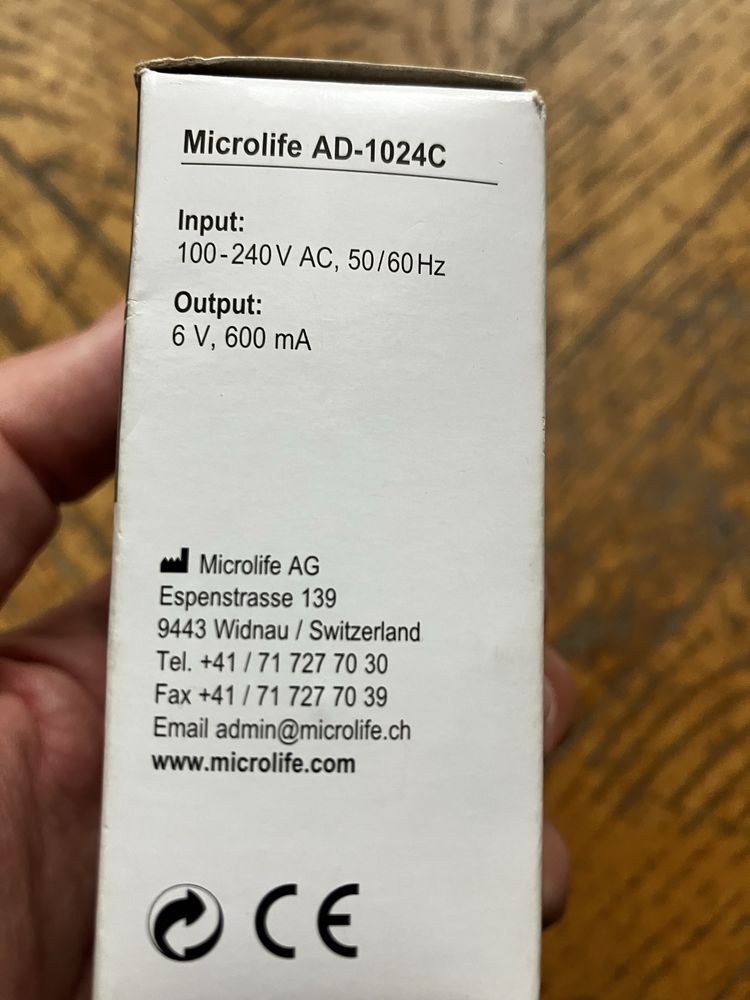 Microlife AD-1024C
Input:
100-240V AC, 50/60Hz
Output:
6 V, 600 mA
Microlife AG
Espenstrasse 139
9443 Widnau / Switzerland
Tel. +41 / 71 727 70 30
Fax +41 / 71 727 70 39
Email admin@microlife.ch
www.microlife.com
CE